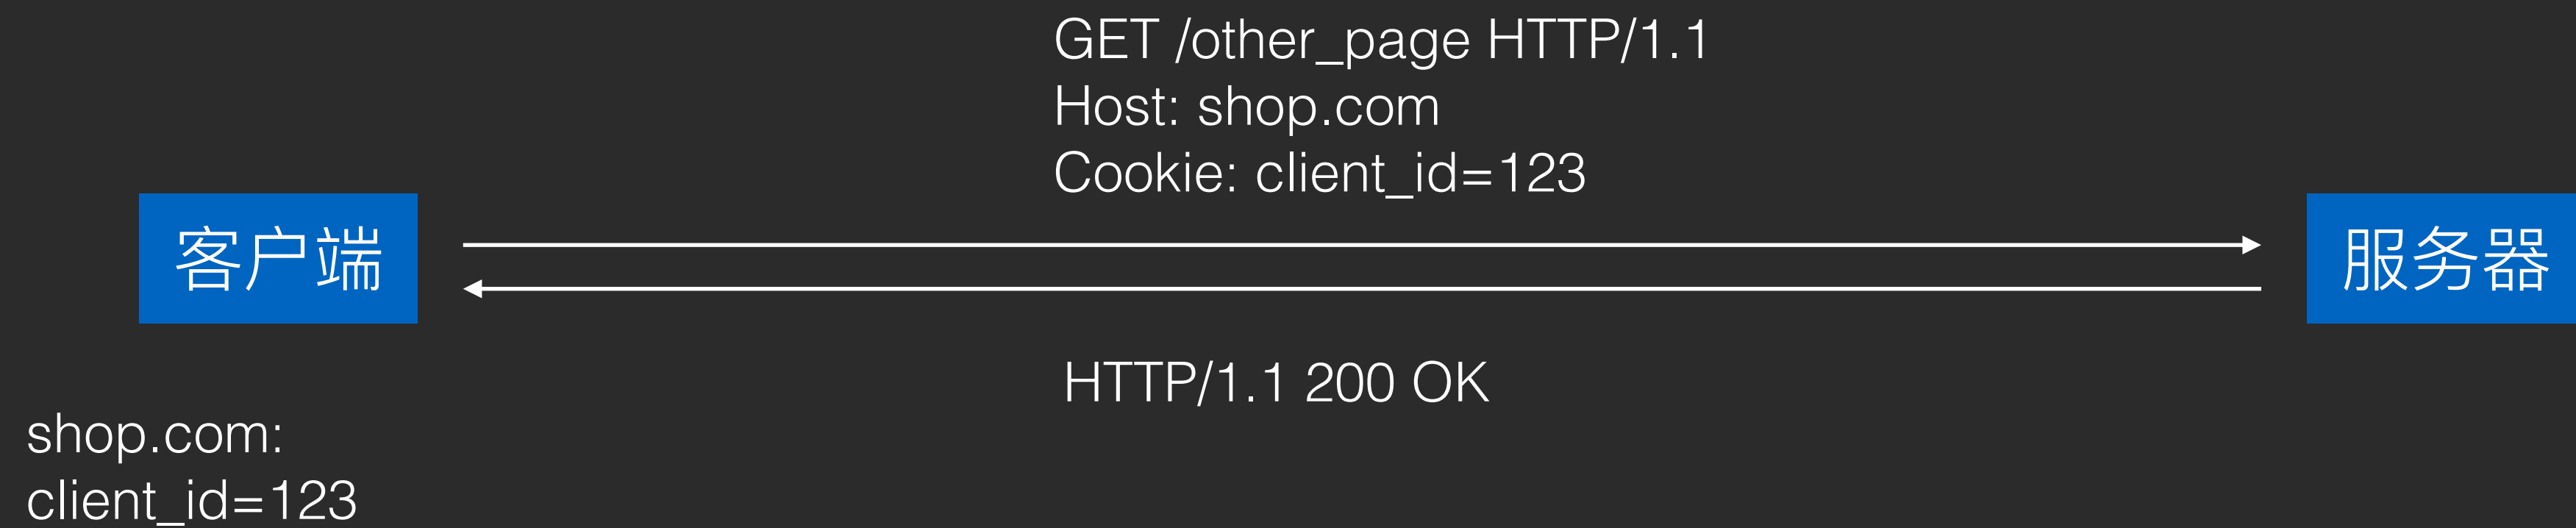 GET /other_page HTTP/1.1
Host: shop.com
Cookie: client_id=123
客户端
服务器
HTTP/1.1 200 OK
shop.com:
client_id=123